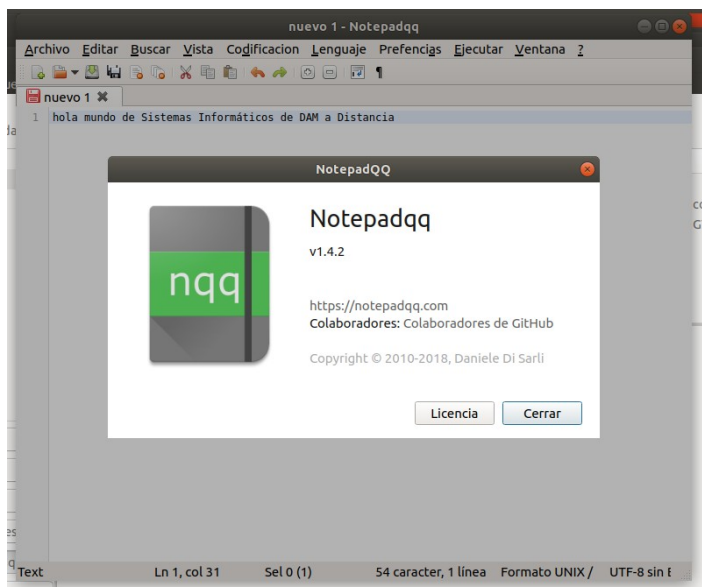 nuevo 1 - Notepadqq
Archivo Editar Buscar Vista Codificacion Lenguaje Prefencias Ejecutar Ventana ?
nuevo 1
1 hola mundo de Sistemas Informáticos de DAM a Distancia
NotepadQQ
nqq
Notepadqq
v1.4.2
https://notepadqq.com
Colaboradores: Colaboradores de GitHub
Copyright © 2010-2018, Daniele Di Sarli
Licencia Cerrar
Text Ln 1, col 31 Sel 0 (1) 54 caracter, 1 línea Formato UNIX / UTF-8 sin